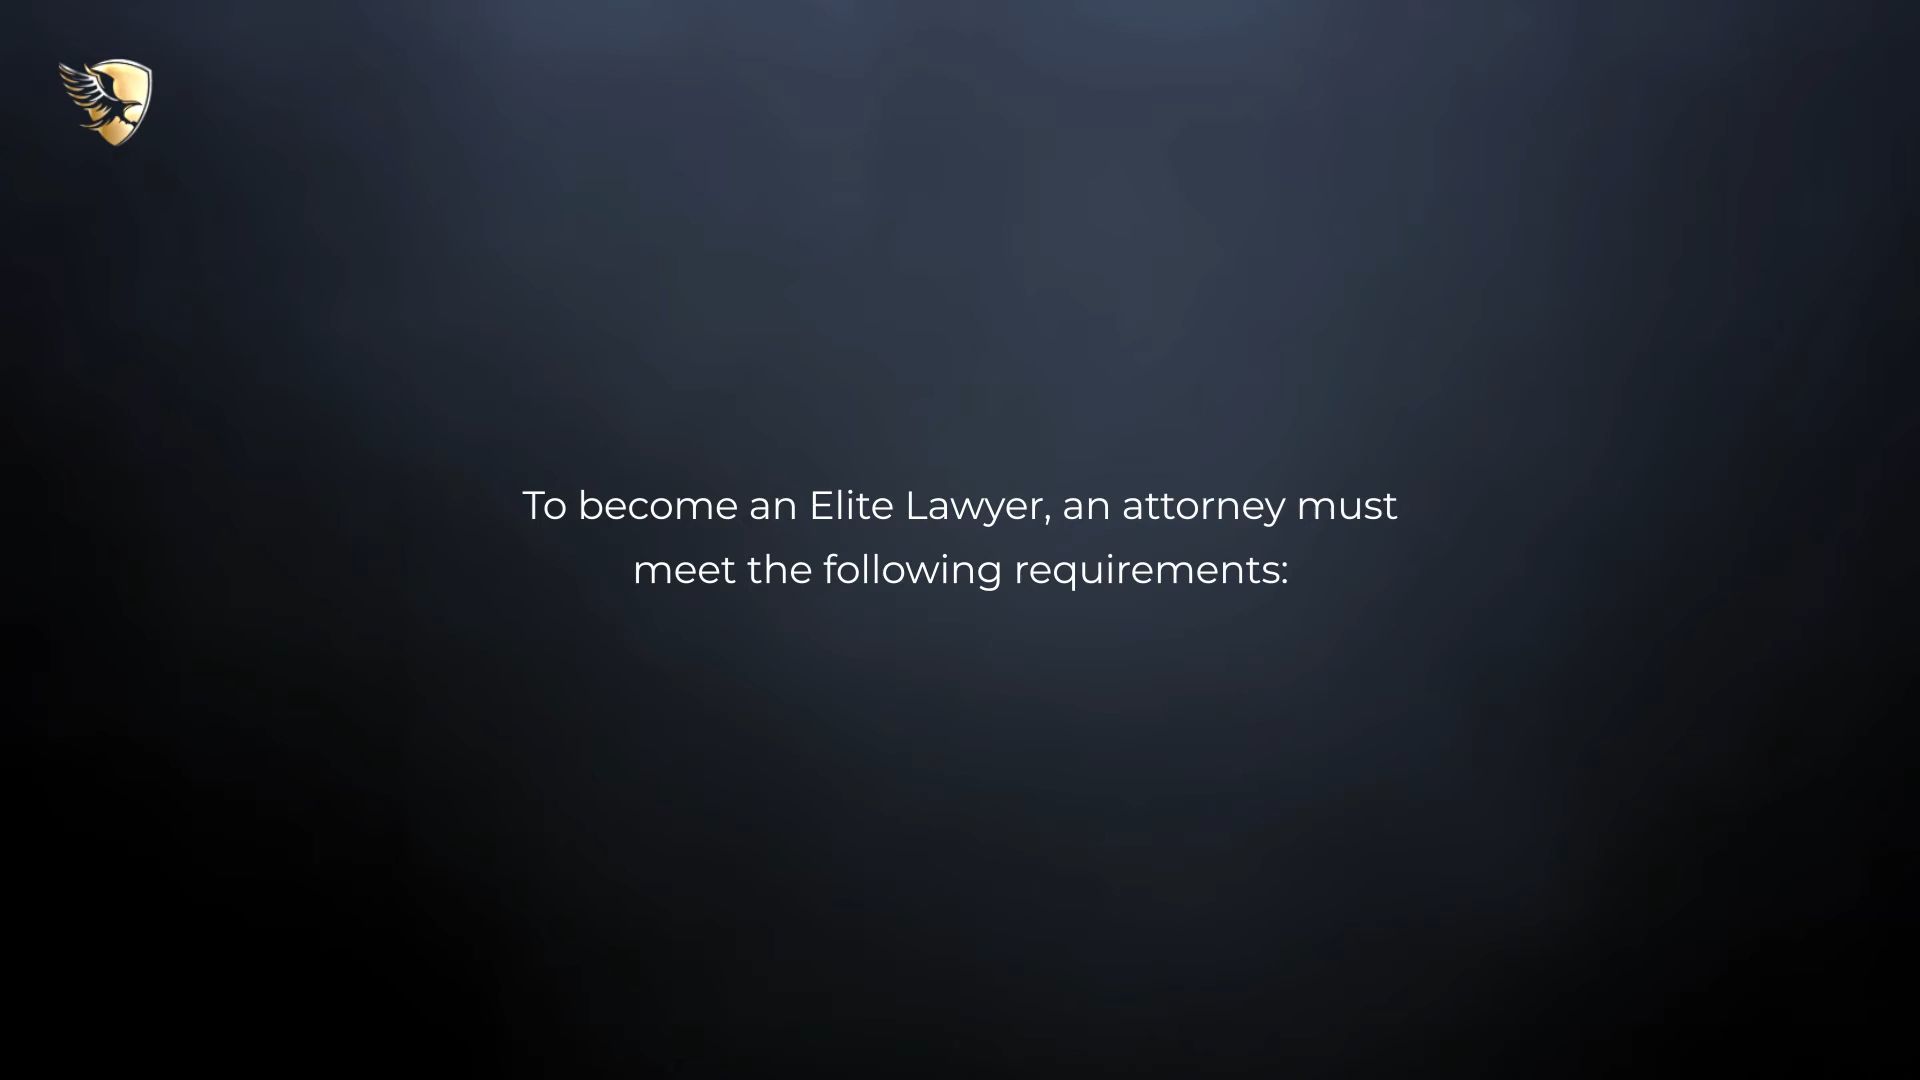 To become an Elite Lawyer, an attorney must
meet the following requirements: